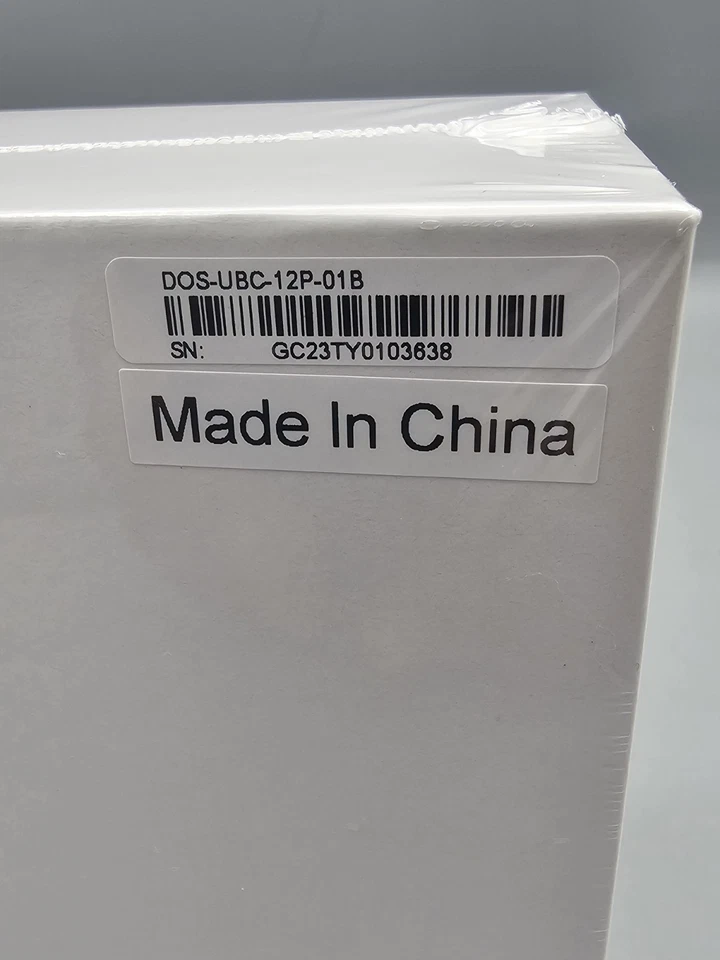 DOS-UBC-12P-01B
SN: GC23TY0103638
Made In China